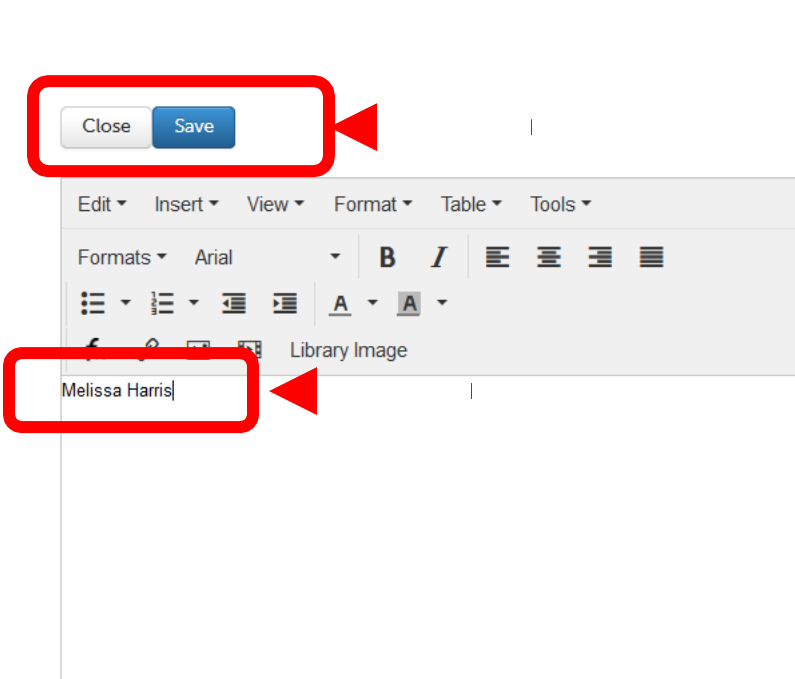 Close Save
Edit Insert View Format Table Tools
Formats Arial B I
A A
Library Image
Melissa Harris